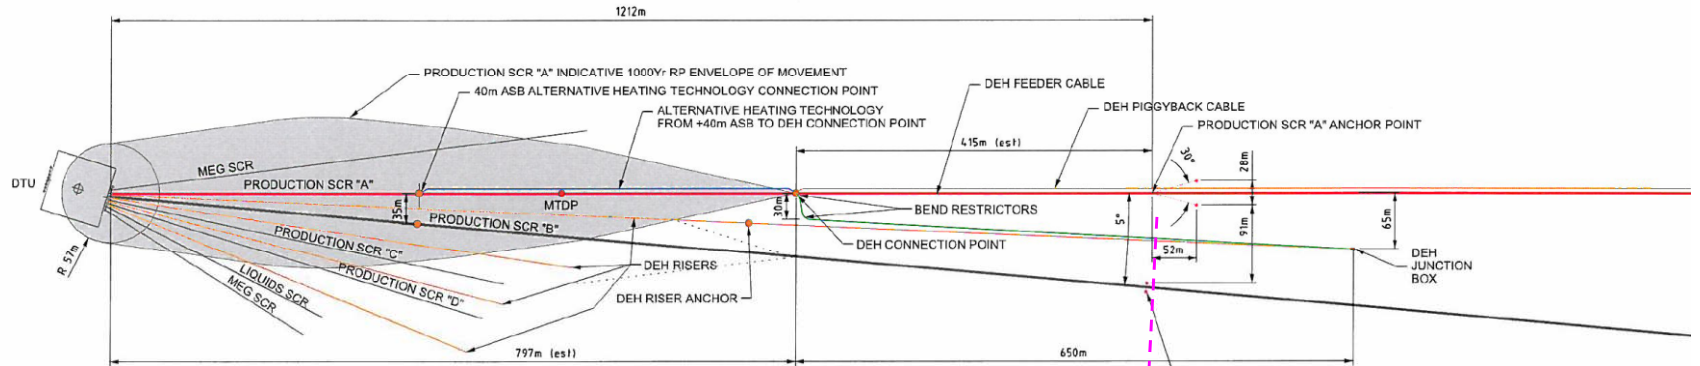 1212m
PRODUCTION SCR "A" INDICATIVE 1000Yr RP ENVELOPE OF MOVEMENT
40m ASB ALTERNATIVE HEATING TECHNOLOGY CONNECTION POINT
ALTERNATIVE HEATING TECHNOLOGY
FROM +40m ASB TO DEH CONNECTION POINT
DEH FEEDER CABLE
DEH PIGGYBACK CABLE
PRODUCTION SCR "A" ANCHOR POINT
415m (est)
30°
28m
DTU
MEG SCR
PRODUCTION SCR "A"
MTDP
35m
30m
BEND RESTRICTORS
5°
91m
65m
PRODUCTION SCR "B"
DEH CONNECTION POINT
52m
DEH
JUNCTION
BOX
R 57m
PRODUCTION SCR "C"
DEH RISERS
PRODUCTION SCR "D"
LIQUIDS SCR
MEG SCR
DEH RISER ANCHOR
797m (est)
650m